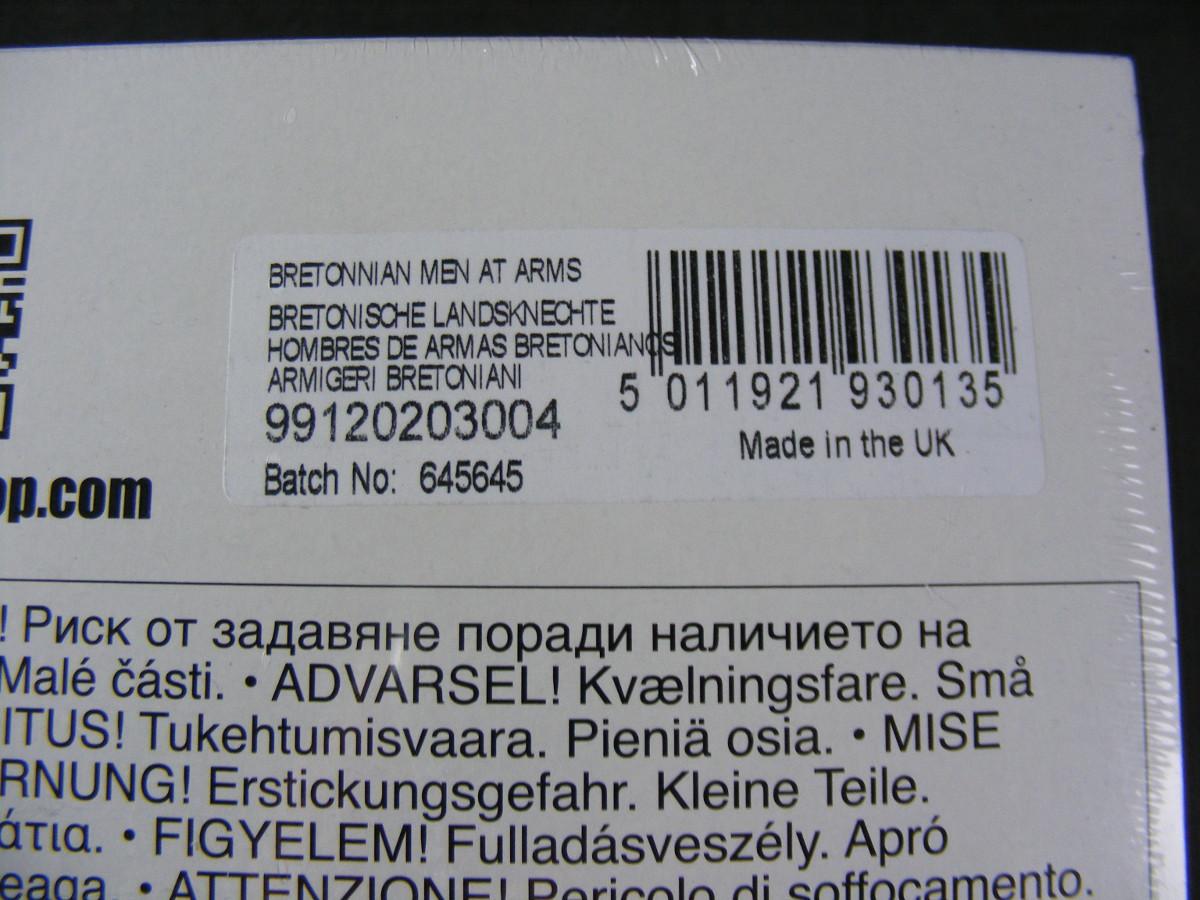 BRETONNIAN MEN AT ARMS
BRETONISCHE LANDSKNECHTE
HOMBRES DE ARMAS BRETONIANOS
ARMIGERI BRETONIANI
99120203004
Batch No: 645645
5 011921 930135
Made in the UK
op.com
! Риск от задавяне поради наличието на
Malé části. • ADVARSEL! Kvælningsfare. Små
ITUS! Tukehtumisvaara. Pieniä osia. • MISE
RNUNG! Erstickungsgefahr. Kleine Teile.
άτια. • FIGYELEM! Fulladásveszély. Apró
eaga. • ATTENZIONE! Pericolo di soffocamento.